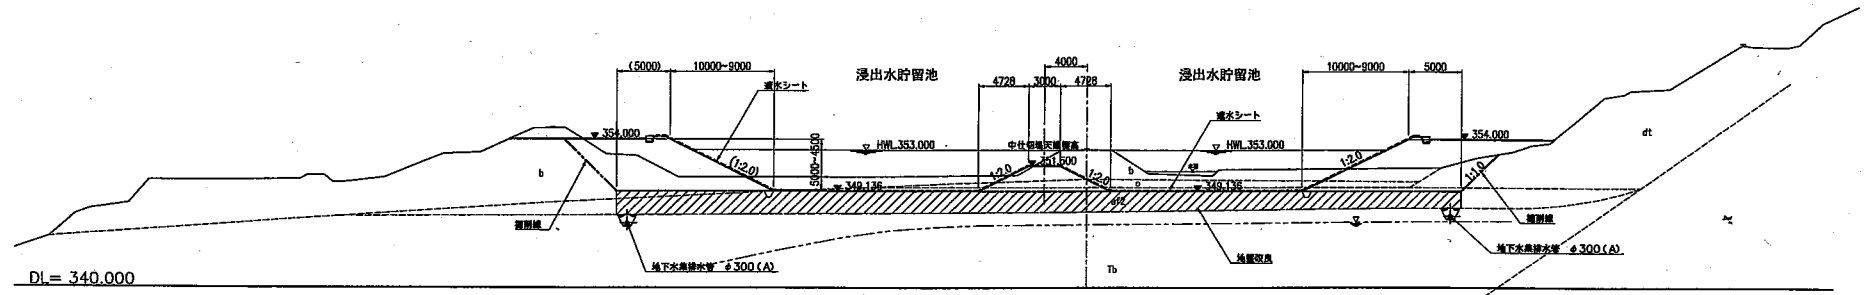 4000
(5000)
10000~9000
浸出水貯留池
4728
3000
4728
浸出水貯留池
10000~9000
5000
遮水シート
遮水シート
354.000
HWL.353.000
中仕切堤天端標高
HWL.353.000
354.000
dt
(1:2.0)
5000~4500
351.500
1:2.0
1:2.0
1:2.0
1:1.0
b
b
349.136
349.136
af2
掘削線
掘削線
地下水集排水管 φ300(A)
地盤改良
地下水集排水管 φ300(A)
Tb
DL= 340.000